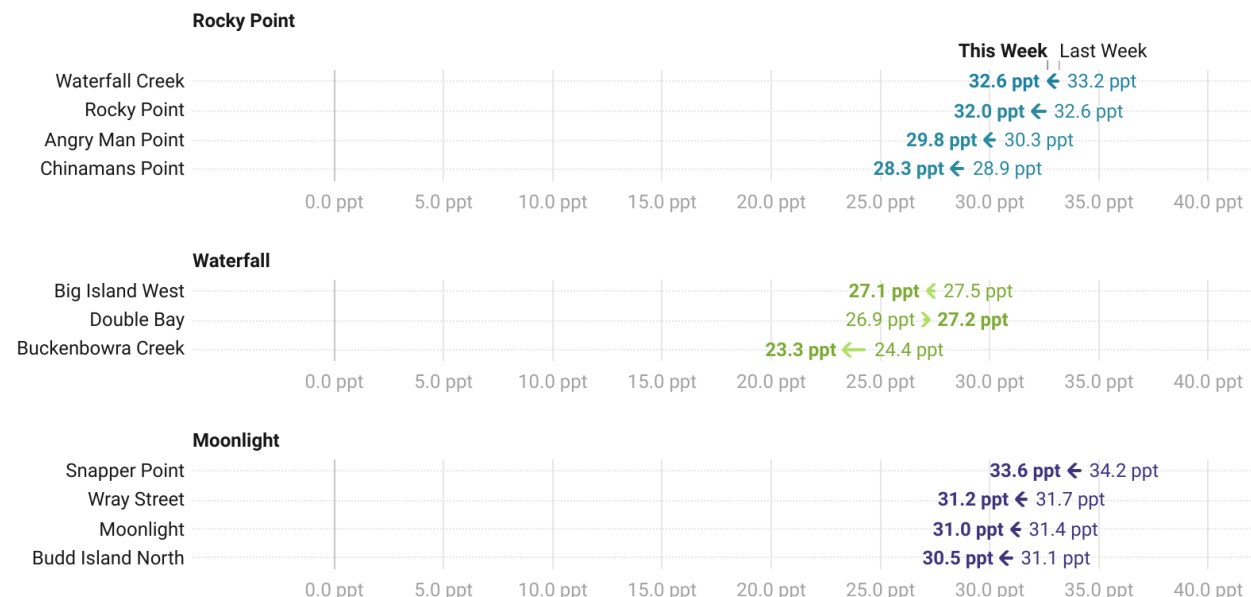 Rocky Point
This Week Last Week
Waterfall Creek 32.6 ppt ← 33.2 ppt
Rocky Point 32.0 ppt ← 32.6 ppt
Angry Man Point 29.8 ppt ← 30.3 ppt
Chinamans Point 28.3 ppt ← 28.9 ppt
0.0 ppt 5.0 ppt 10.0 ppt 15.0 ppt 20.0 ppt 25.0 ppt 30.0 ppt 35.0 ppt 40.0 ppt
Waterfall
Big Island West 27.1 ppt ← 27.5 ppt
Double Bay 26.9 ppt → 27.2 ppt
Buckenbowra Creek 23.3 ppt ← 24.4 ppt
0.0 ppt 5.0 ppt 10.0 ppt 15.0 ppt 20.0 ppt 25.0 ppt 30.0 ppt 35.0 ppt 40.0 ppt
Moonlight
Snapper Point 33.6 ppt ← 34.2 ppt
Wray Street 31.2 ppt ← 31.7 ppt
Moonlight 31.0 ppt ← 31.4 ppt
Budd Island North 30.5 ppt ← 31.1 ppt
0.0 ppt 5.0 ppt 10.0 ppt 15.0 ppt 20.0 ppt 25.0 ppt 30.0 ppt 35.0 ppt 40.0 ppt